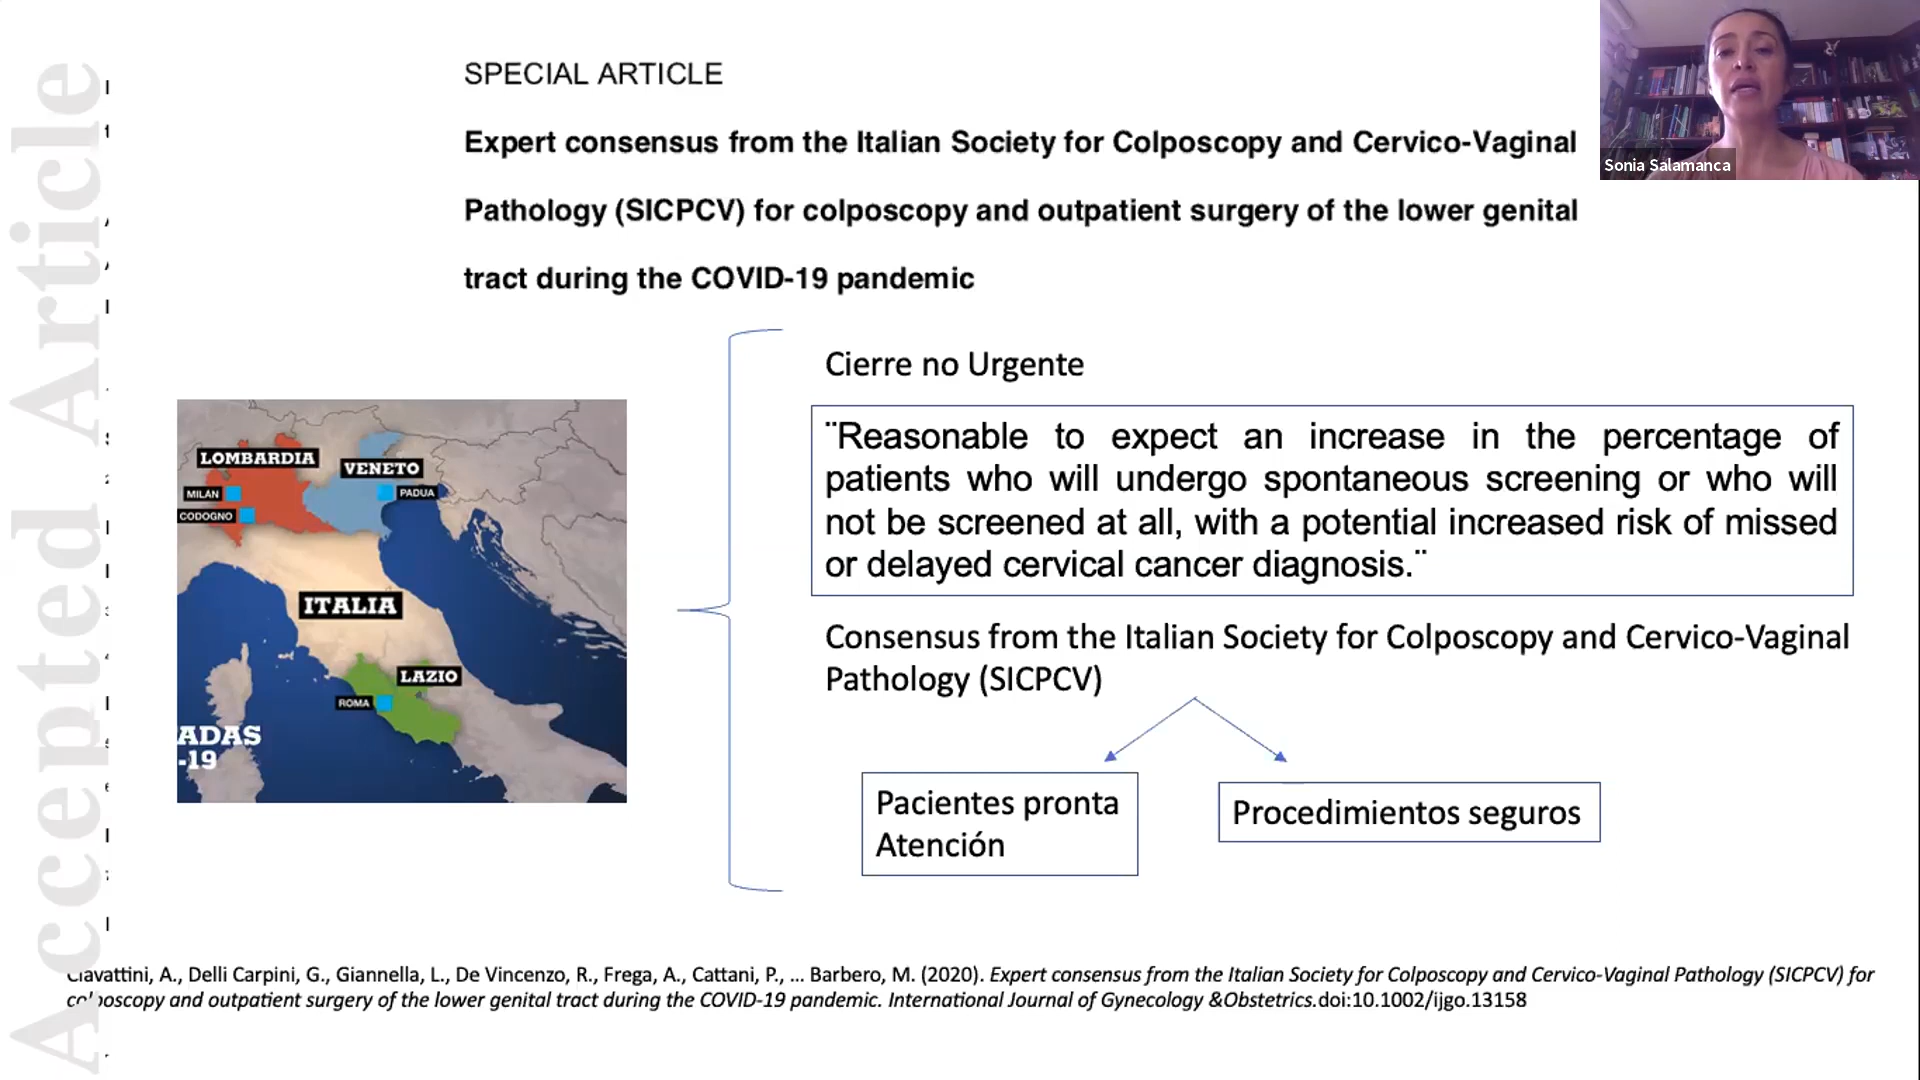 Accepted Article
SPECIAL ARTICLE
Expert consensus from the Italian Society for Colposcopy and Cervico-Vaginal
Pathology (SICPCV) for colposcopy and outpatient surgery of the lower genital
tract during the COVID-19 pandemic
Sonia Salamanca
Cierre no Urgente
¨Reasonable to expect an increase in the percentage of
patients who will undergo spontaneous screening or who will
not be screened at all, with a potential increased risk of missed
or delayed cervical cancer diagnosis.¨
Consensus from the Italian Society for Colposcopy and Cervico-Vaginal
Pathology (SICPCV)
Pacientes pronta
Atención
Procedimientos seguros
LOMBARDIA
VENETO
MILÁN
PADUA
CODOGNO
ITALIA
LAZIO
ROMA
ADAS
-19
Ciavattini, A., Delli Carpini, G., Giannella, L., De Vincenzo, R., Frega, A., Cattani, P., ... Barbero, M. (2020). Expert consensus from the Italian Society for Colposcopy and Cervico-Vaginal Pathology (SICPCV) for
colposcopy and outpatient surgery of the lower genital tract during the COVID-19 pandemic. International Journal of Gynecology &Obstetrics.doi:10.1002/ijgo.13158